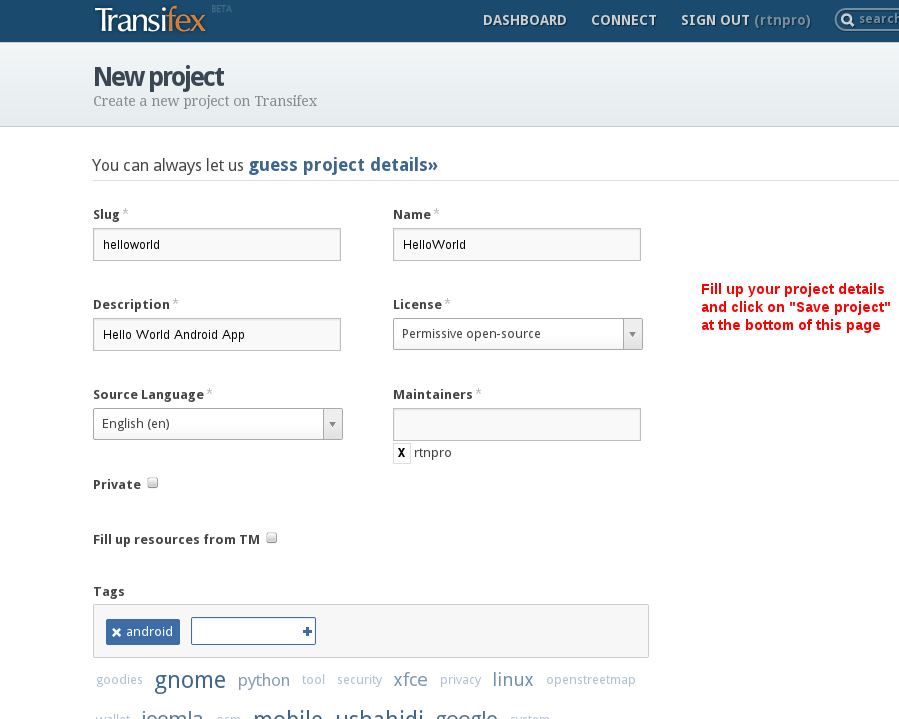 Transifex BETA
DASHBOARD CONNECT SIGN OUT (rtnpro) search
New project
Create a new project on Transifex
You can always let us guess project details»
Slug * Name *
helloworld HelloWorld
Description * License *
Hello World Android App Permissive open-source
Fill up your project details
and click on "Save project"
at the bottom of this page
Source Language * Maintainers *
English (en)
X rtnpro
Private
Fill up resources from TM
Tags
x android +
goodies gnome python tool security xfce privacy linux openstreetmap
wallet joomla osm mobile ushahidi google system